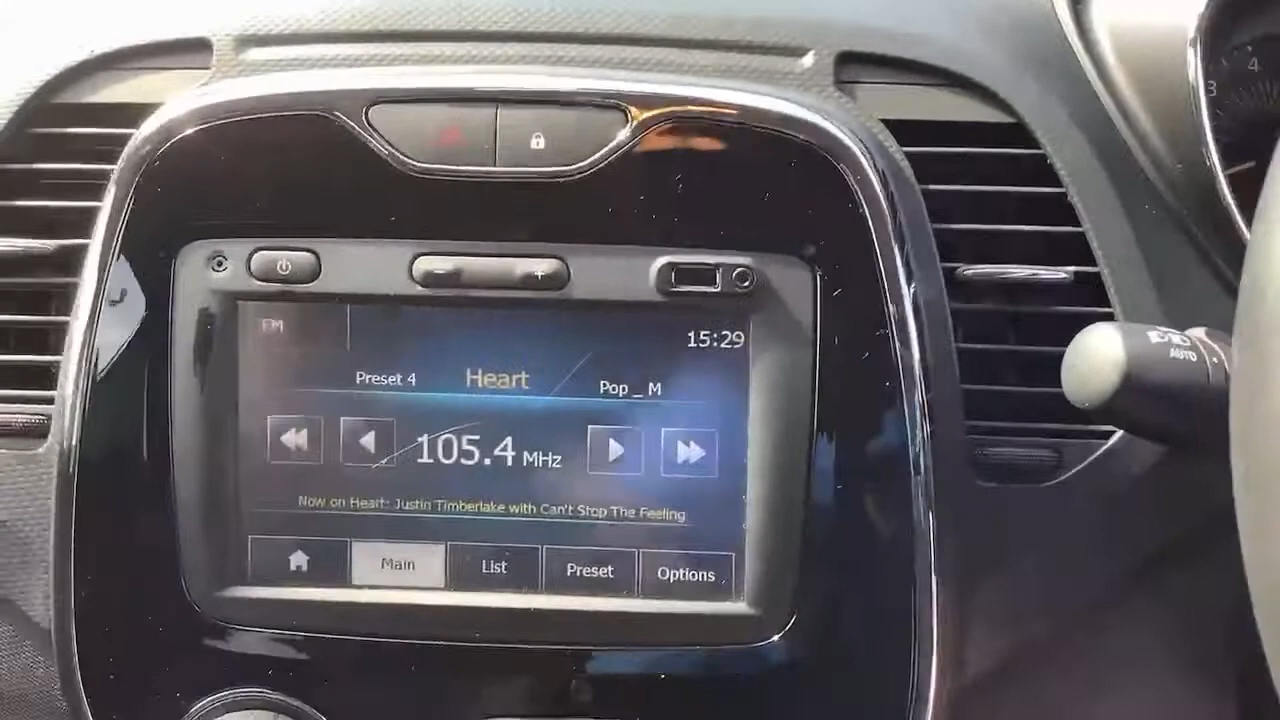 4
3
AUTO
FM
15:29
Preset 4
Heart
Pop _ M
105.4 MHz
Now on Heart: Justin Timberlake with Can't Stop The Feeling
Main
List
Preset
Options